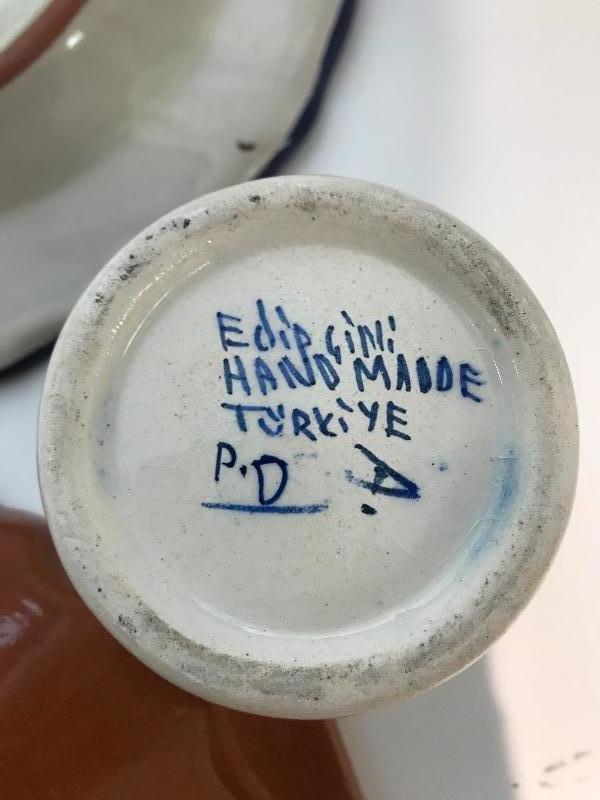 Edip Çini
HAND MADDE
TÜRKİYE
P.D A.